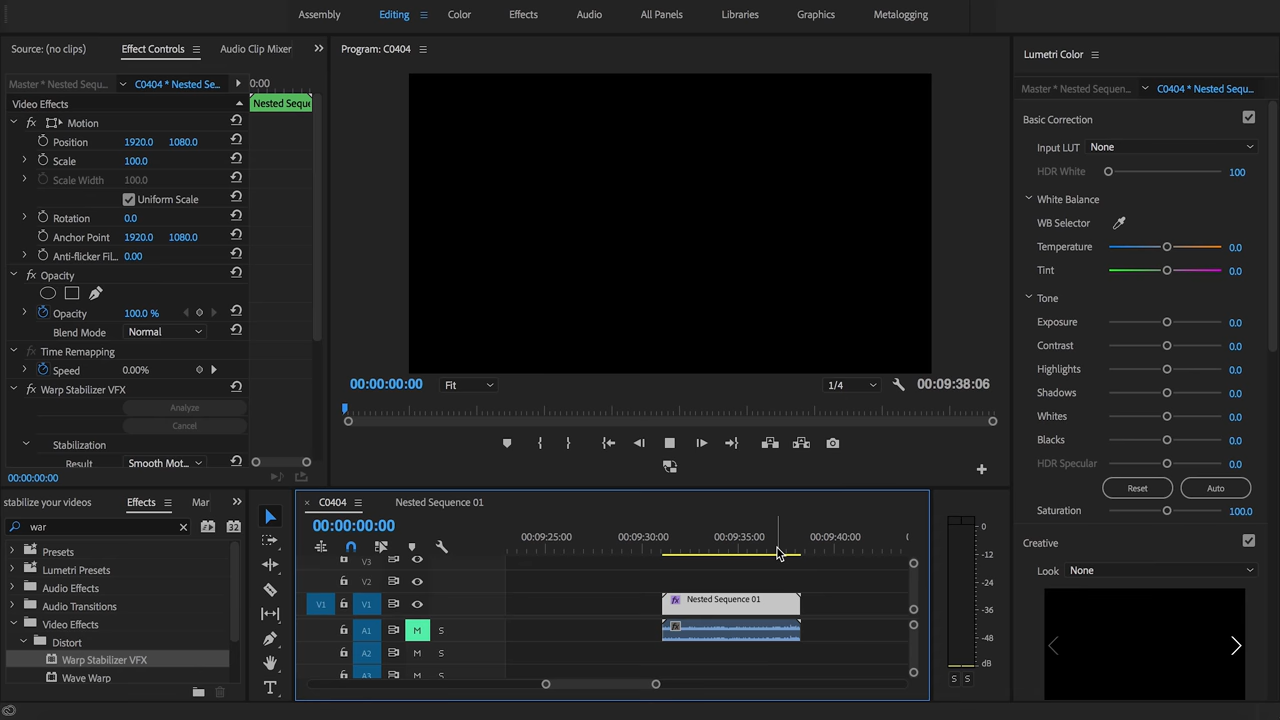 Assembly
Editing
Color
Effects
Audio
All Panels
Libraries
Graphics
Metalogging
Source: (no clips)
Effect Controls
Audio Clip Mixer
Master * Nested Sequ...
C0404 * Nested Se...
0:00
Video Effects
Nested Seque
fx Motion
Position 1920.0 1080.0
Scale 100.0
Scale Width 100.0
Uniform Scale
Rotation 0.0
Anchor Point 1920.0 1080.0
Anti-flicker Fil... 0.00
fx Opacity
Opacity 100.0 %
Blend Mode Normal
fx Time Remapping
Speed 0.00%
fx Warp Stabilizer VFX
Analyze
Cancel
Stabilization
Result Smooth Mot...
00:00:00:00
Program: C0404
00:00:00:00
Fit
1/4
00:09:38:06
Lumetri Color
Master * Nested Sequen...
C0404 * Nested Sequ...
Basic Correction
Input LUT None
HDR White 100
White Balance
WB Selector
Temperature 0.0
Tint 0.0
Tone
Exposure 0.0
Contrast 0.0
Highlights 0.0
Shadows 0.0
Whites 0.0
Blacks 0.0
HDR Specular 0.0
Reset
Auto
Saturation 100.0
Creative
Look None
stabilize your videos
Effects
Mar
war
32
Presets
Lumetri Presets
Audio Effects
Audio Transitions
Video Effects
Distort
Warp Stabilizer VFX
Wave Warp
C0404
Nested Sequence 01
00:00:00:00
00:09:25:00
00:09:30:00
00:09:35:00
00:09:40:00
V3
V2
V1 V1
fx Nested Sequence 01
A1 M S
fx
A2 M S
A3
0
-12
-24
-36
-48
dB
S S